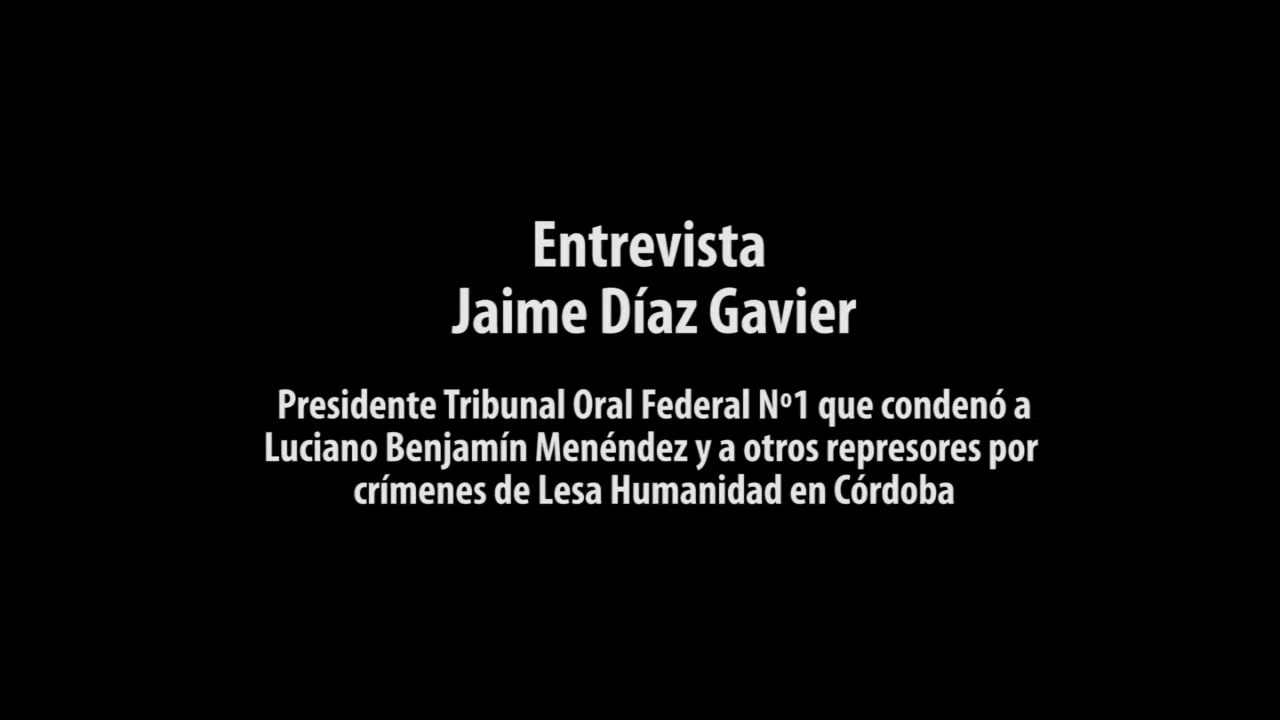 Entrevista
Jaime Díaz Gavier
Presidente Tribunal Oral Federal Nº1 que condenó a
Luciano Benjamín Menéndez y a otros represores por
crímenes de Lesa Humanidad en Córdoba